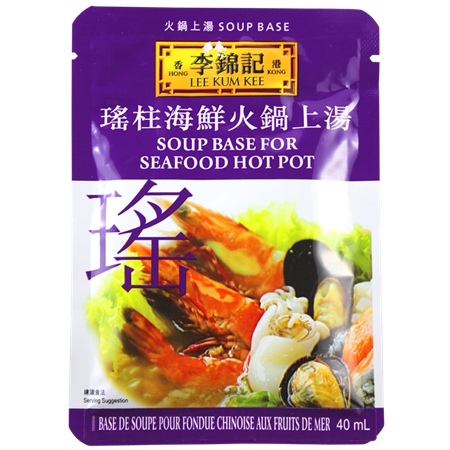 火鍋上湯 SOUP BASE
香 李錦記 港
HONG LEE KUM KEE KONG
瑤柱海鮮火鍋上湯
SOUP BASE FOR
SEAFOOD HOT POT
瑤
建議食法
Serving Suggestion
BASE DE SOUPE POUR FONDUE CHINOISE AUX FRUITS DE MER 40 mL